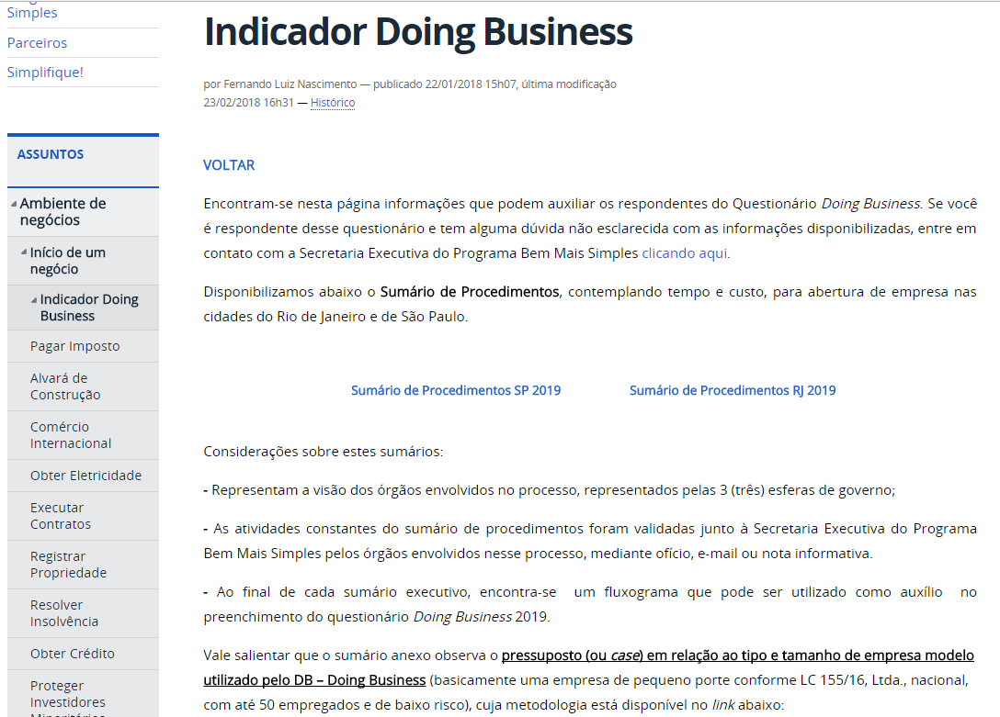 Simples
Parceiros
Simplifique!
ASSUNTOS
Ambiente de
negócios
Início de um
negócio
Indicador Doing
Business
Pagar Imposto
Alvará de
Construção
Comércio
Internacional
Obter Eletricidade
Executar
Contratos
Registrar
Propriedade
Resolver
Insolvência
Obter Crédito
Proteger
Investidores
Indicador Doing Business
por Fernando Luiz Nascimento — publicado 22/01/2018 15h07, última modificação
23/02/2018 16h31 — Histórico
VOLTAR
Encontram-se nesta página informações que podem auxiliar os respondentes do Questionário Doing Business. Se você
é respondente desse questionário e tem alguma dúvida não esclarecida com as informações disponibilizadas, entre em
contato com a Secretaria Executiva do Programa Bem Mais Simples clicando aqui.
Disponibilizamos abaixo o Sumário de Procedimentos, contemplando tempo e custo, para abertura de empresa nas
cidades do Rio de Janeiro e de São Paulo.
Sumário de Procedimentos SP 2019 Sumário de Procedimentos RJ 2019
Considerações sobre estes sumários:
- Representam a visão dos órgãos envolvidos no processo, representados pelas 3 (três) esferas de governo;
- As atividades constantes do sumário de procedimentos foram validadas junto à Secretaria Executiva do Programa
Bem Mais Simples pelos órgãos envolvidos nesse processo, mediante ofício, e-mail ou nota informativa.
- Ao final de cada sumário executivo, encontra-se um fluxograma que pode ser utilizado como auxílio no
preenchimento do questionário Doing Business 2019.
Vale salientar que o sumário anexo observa o pressuposto (ou case) em relação ao tipo e tamanho de empresa modelo
utilizado pelo DB – Doing Business (basicamente uma empresa de pequeno porte conforme LC 155/16, Ltda., nacional,
com até 50 empregados e de baixo risco), cuja metodologia está disponível no link abaixo: